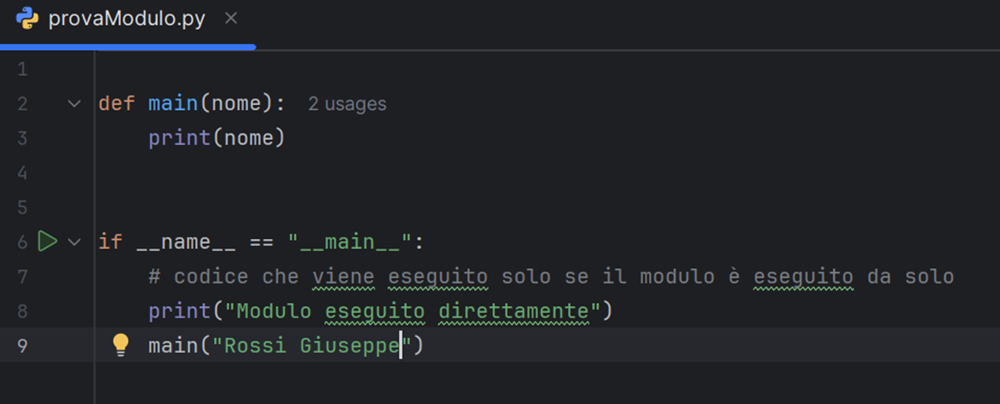 provaModulo.py ×
1
2 def main(nome): 2 usages
3     print(nome)
4
5
6 if __name__ == "__main__":
7     # codice che viene eseguito solo se il modulo è eseguito da solo
8     print("Modulo eseguito direttamente")
9     main("Rossi Giuseppe")